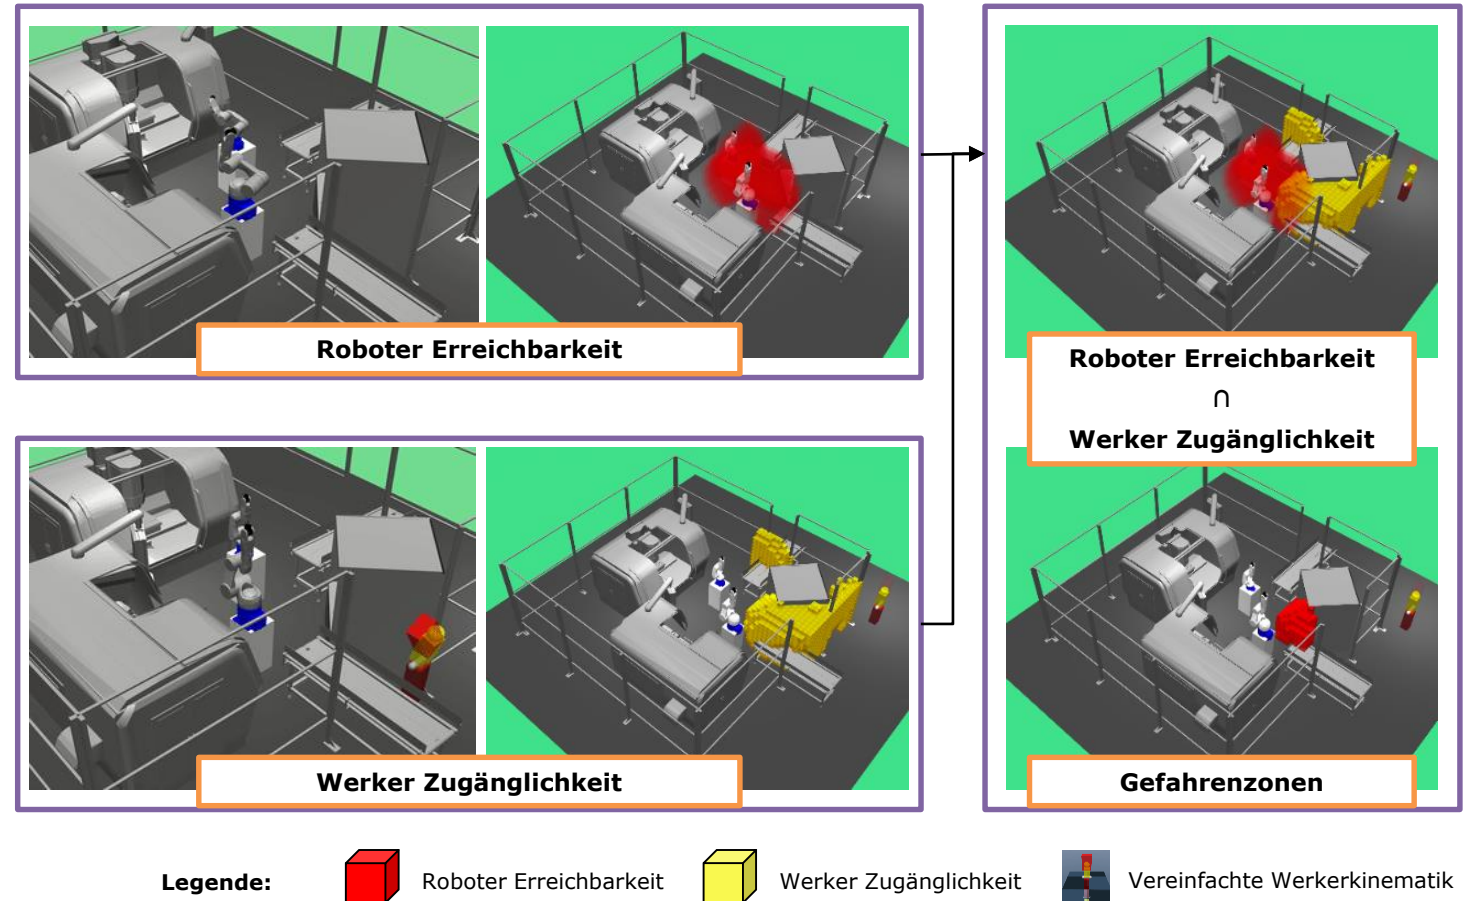 Roboter Erreichbarkeit
Roboter Erreichbarkeit
∩
Werker Zugänglichkeit
Werker Zugänglichkeit
Gefahrenzonen
Legende:
Roboter Erreichbarkeit
Werker Zugänglichkeit
Vereinfachte Werkerkinematik